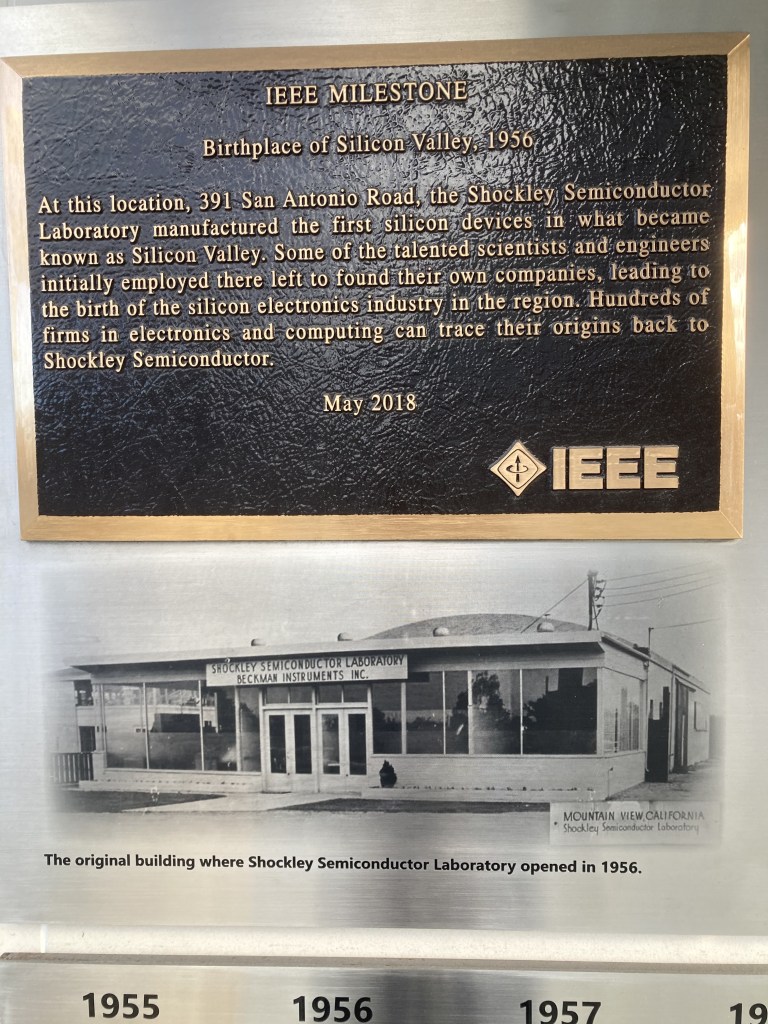 IEEE MILESTONE
Birthplace of Silicon Valley, 1956
At this location, 391 San Antonio Road, the Shockley Semiconductor
Laboratory manufactured the first silicon devices in what became
known as Silicon Valley. Some of the talented scientists and engineers
initially employed there left to found their own companies, leading to
the birth of the silicon electronics industry in the region. Hundreds of
firms in electronics and computing can trace their origins back to
Shockley Semiconductor.
May 2018
IEEE
SHOCKLEY SEMICONDUCTOR LABORATORY
BECKMAN INSTRUMENTS INC.
MOUNTAIN VIEW, CALIFORNIA
Shockley Semiconductor Laboratory
The original building where Shockley Semiconductor Laboratory opened in 1956.
1955 1956 1957 19